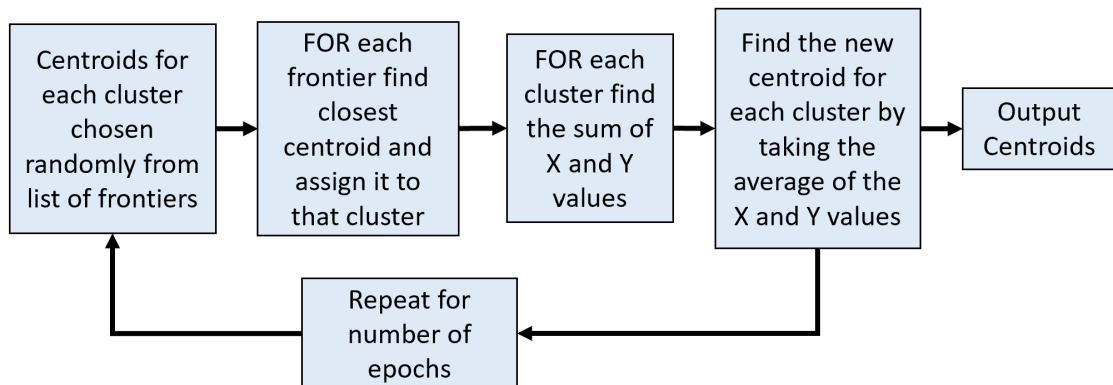 Centroids for
each cluster
chosen
randomly from
list of frontiers
FOR each
frontier find
closest
centroid and
assign it to
that cluster
FOR each
cluster find
the sum of
X and Y
values
Find the new
centroid for
each cluster by
taking the
average of the
X and Y values
Output
Centroids
Repeat for
number of
epochs